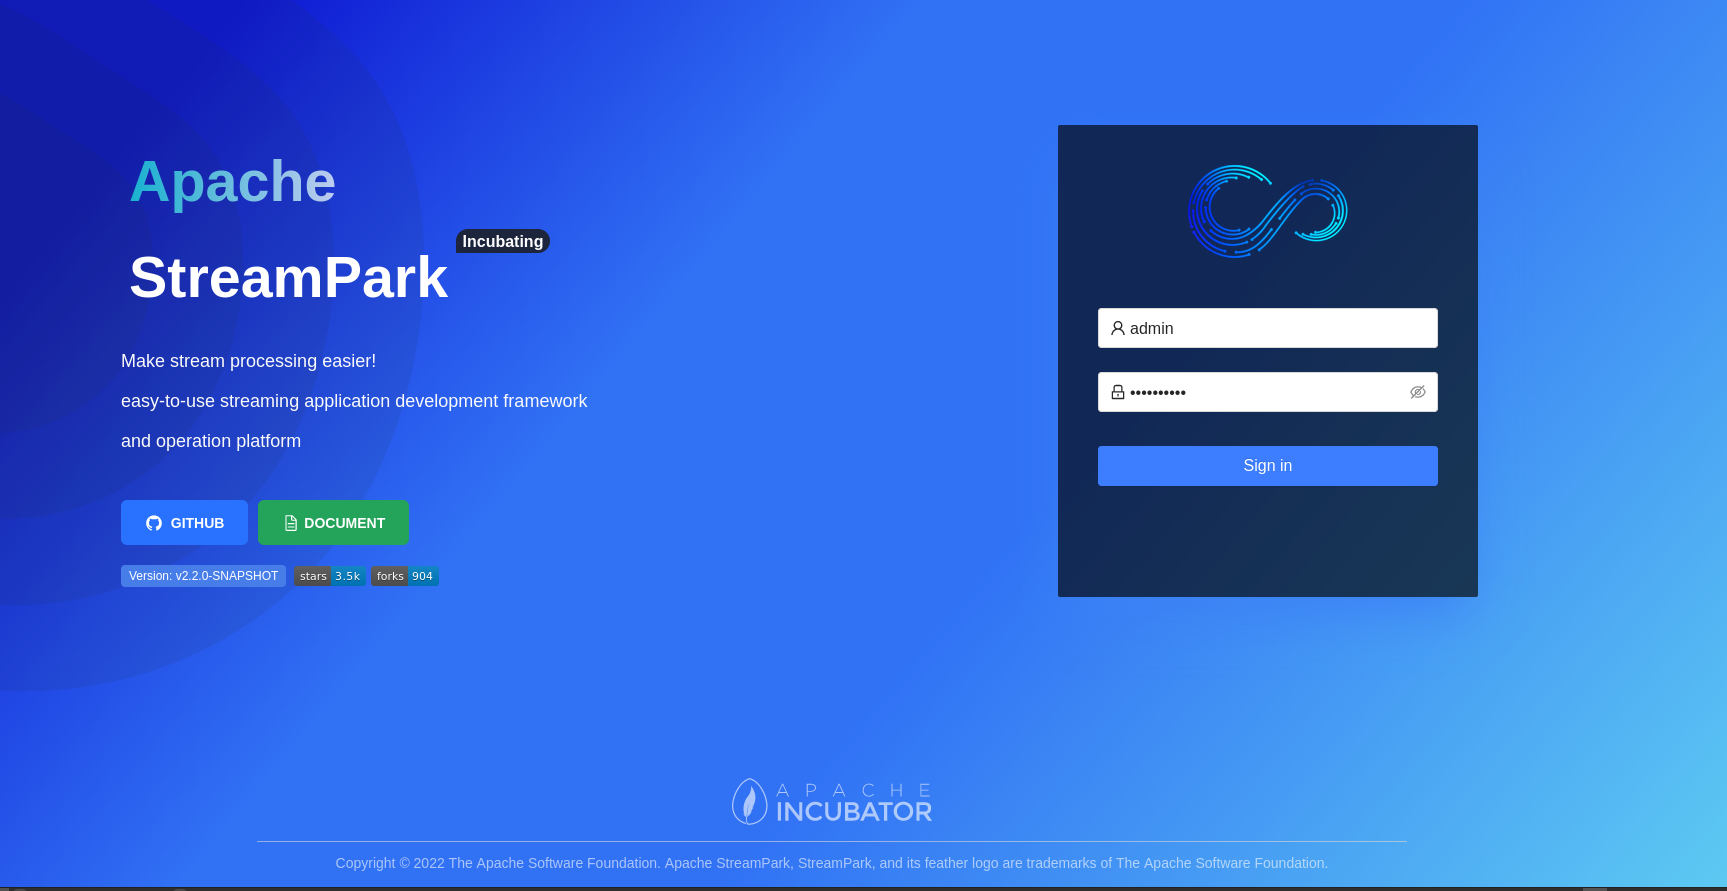 Apache
StreamPark
Incubating
Make stream processing easier!
easy-to-use streaming application development framework
and operation platform
GITHUB
DOCUMENT
Version: v2.2.0-SNAPSHOT
stars 3.5k
forks 904
admin
••••••••••
Sign in
APACHE
INCUBATOR
Copyright © 2022 The Apache Software Foundation. Apache StreamPark, StreamPark, and its feather logo are trademarks of The Apache Software Foundation.